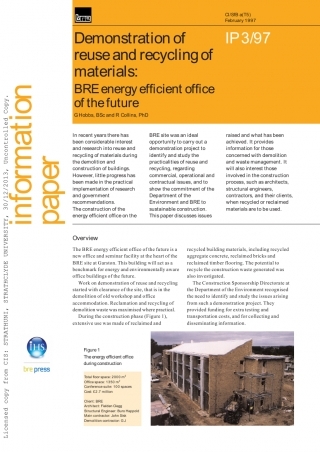 bre
CI/SfB a(T5)
February 1997
Demonstration of
reuse and recycling of
materials:
BRE energy efficient office
of the future
G Hobbs, BSc and R Collins, PhD
IP 3/97
information
paper
In recent years there has
been considerable interest
and research into reuse and
recycling of materials during
the demolition and
construction of buildings.
However, little progress has
been made in the practical
implementation of research
and government
recommendations.
The construction of the
energy efficient office on the
BRE site was an ideal
opportunity to carry out a
demonstration project to
identify and study the
practicalities of reuse and
recycling, regarding
commercial, operational and
contractual issues, and to
show the commitment of the
Department of the
Environment and BRE to
sustainable construction.
This paper discusses issues
raised and what has been
achieved. It provides
information for those
concerned with demolition
and waste management. It
will also interest those
involved in the construction
process, such as architects,
structural engineers,
contractors, and their clients,
when recycled or reclaimed
materials are to be used.
Overview
The BRE energy efficient office of the future is a
new office and seminar facility at the heart of the
BRE site at Garston. This building will act as a
benchmark for energy and environmentally aware
office buildings of the future.
Work on demonstration of reuse and recycling
started with clearance of the site, that is in the
demolition of old workshop and office
accommodation. Reclamation and recycling of
demolition waste was maximised where practical.
During the construction phase (Figure 1),
extensive use was made of reclaimed and
recycled building materials, including recycled
aggregate concrete, reclaimed bricks and
reclaimed timber flooring. The potential to
recycle the construction waste generated was
also investigated.
The Construction Sponsorship Directorate at
the Department of the Environment recognised
the need to identify and study the issues arising
from such a demonstration project. They
provided funding for extra testing and
transportation costs, and for collecting and
disseminating information.
Figure 1
The energy efficient office
during construction
Total floor space: 2000 m²
Office space: 1350 m²
Conference suite: 100 spaces
Cost: £2.7 million
Client: BRE
Architect: Feilden Clegg
Structural Engineer: Buro Happold
Main contractor: John Sisk
Demolition contractor: DJ
IHS
bre press
Licensed copy from CIS: STRATHUNI, STRATHCLYDE UNIVERSITY, 30/12/2013, Uncontrolled Copy.